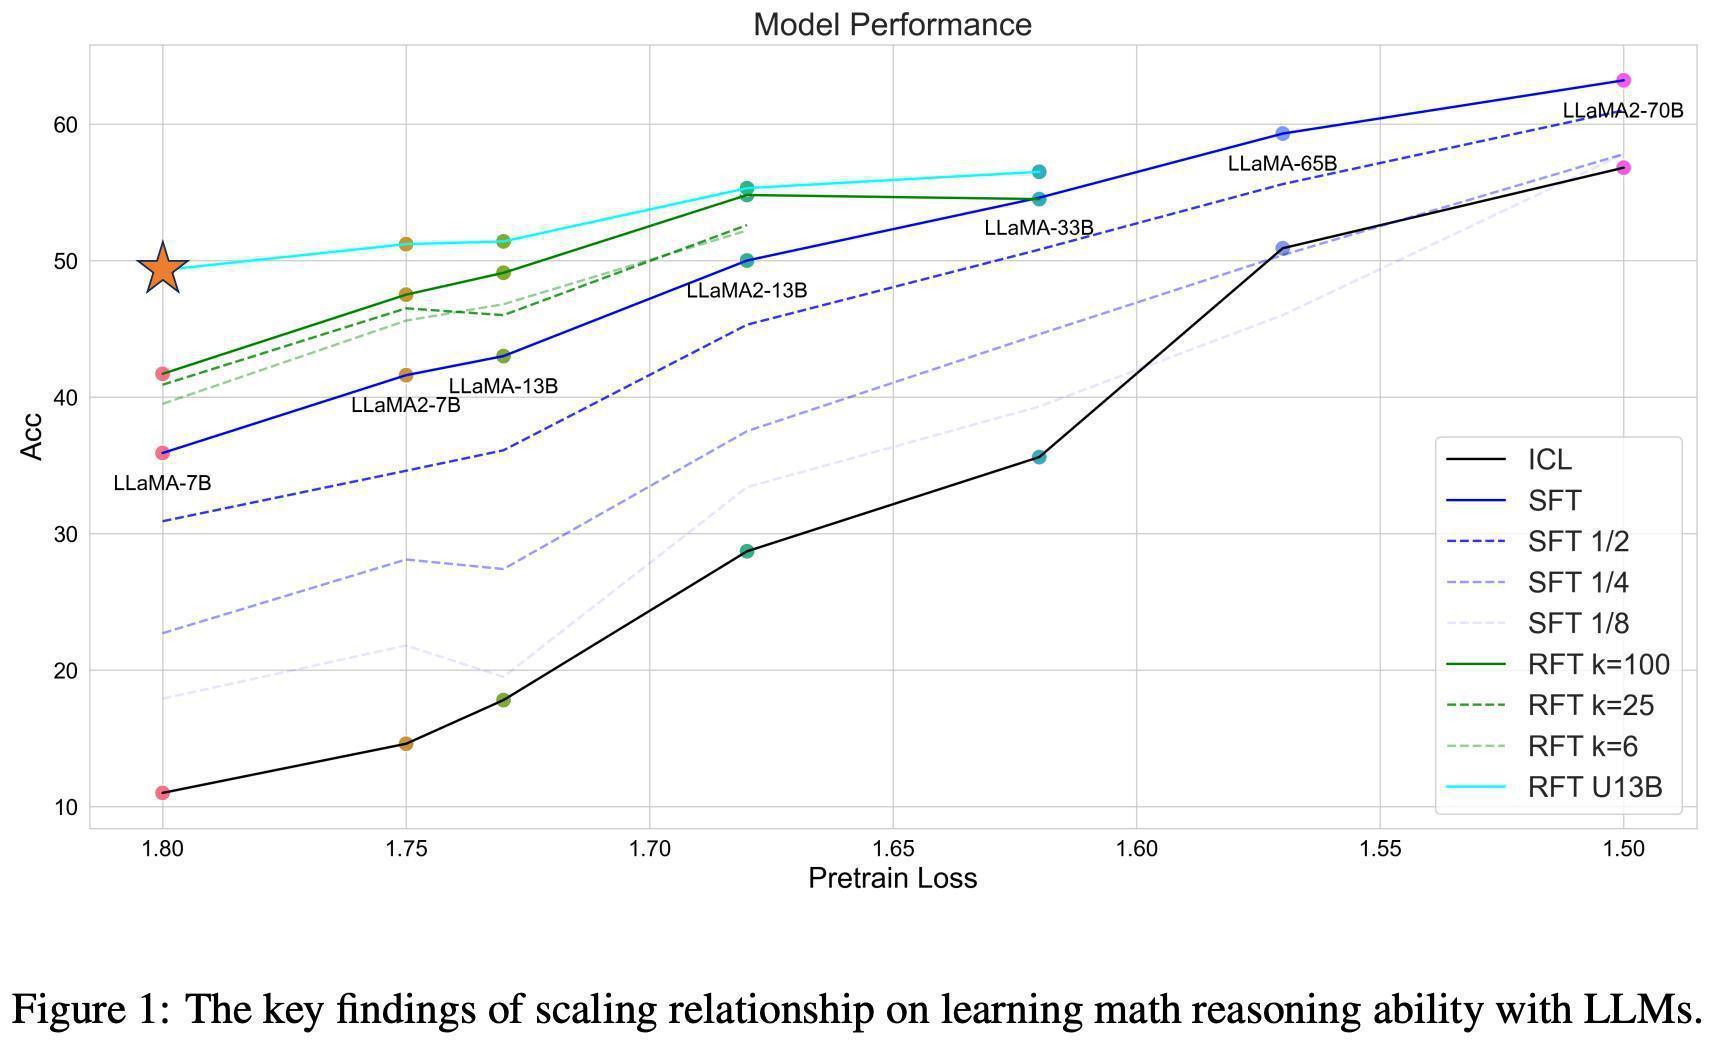 Model Performance
60
50
40
30
20
10
Acc
LLaMA2-70B
LLaMA-65B
LLaMA-33B
LLaMA2-13B
LLaMA-13B
LLaMA2-7B
LLaMA-7B
ICL
SFT
SFT 1/2
SFT 1/4
SFT 1/8
RFT k=100
RFT k=25
RFT k=6
RFT U13B
1.80 1.75 1.70 1.65 1.60 1.55 1.50
Pretrain Loss
Figure 1: The key findings of scaling relationship on learning math reasoning ability with LLMs.